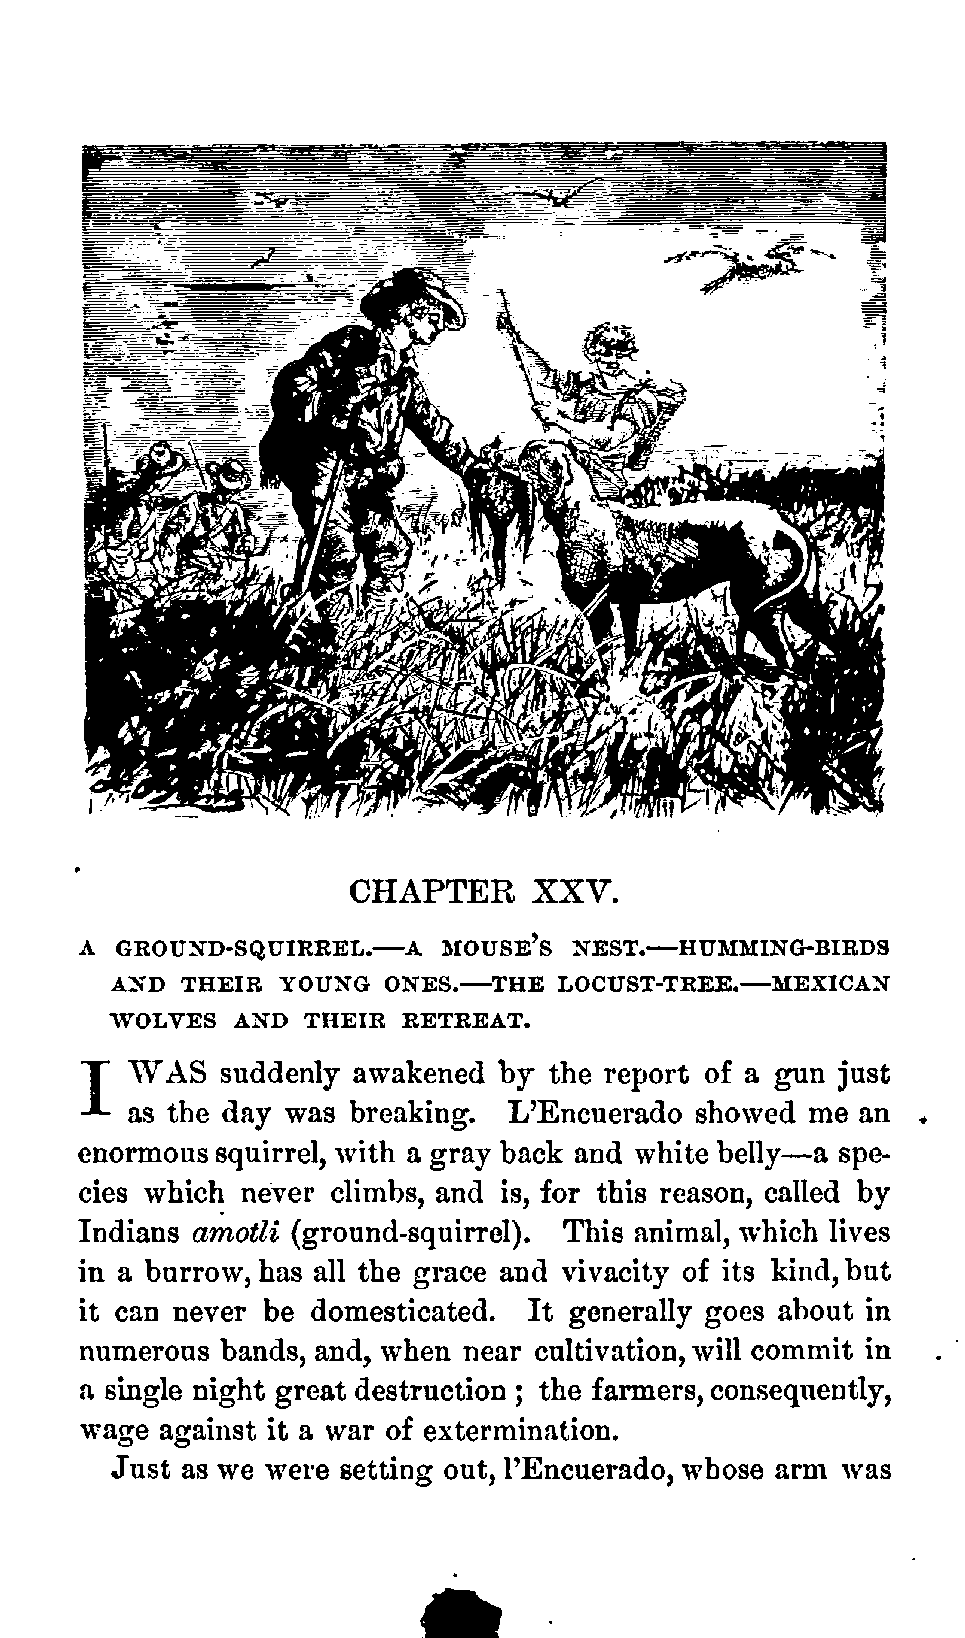 CHAPTER XXV.
A GROUND-SQUIRREL.—A MOUSE'S NEST.—HUMMING-BIRDS
AND THEIR YOUNG ONES.—THE LOCUST-TREE.—MEXICAN
WOLVES AND THEIR RETREAT.
I WAS suddenly awakened by the report of a gun just
as the day was breaking. L'Encuerado showed me an
enormous squirrel, with a gray back and white belly—a spe-
cies which never climbs, and is, for this reason, called by
Indians amotli (ground-squirrel). This animal, which lives
in a burrow, has all the grace and vivacity of its kind, but
it can never be domesticated. It generally goes about in
numerous bands, and, when near cultivation, will commit in
a single night great destruction; the farmers, consequently,
wage against it a war of extermination.
Just as we were setting out, l'Encuerado, whose arm was